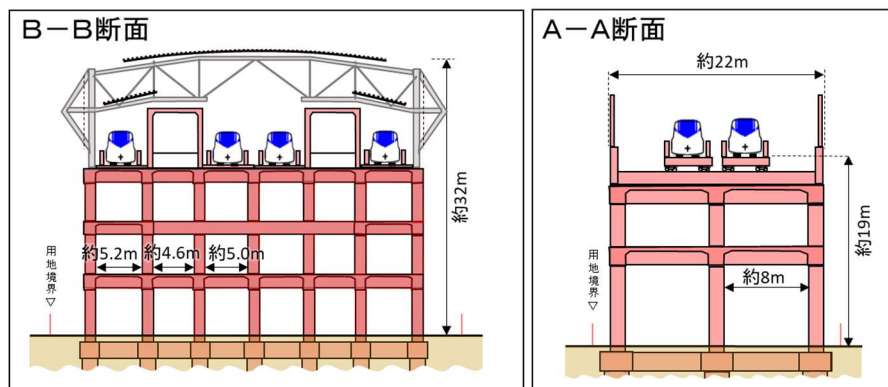 B－B断面
約32m
約5.2m
約4.6m
約5.0m
用地境界▽
A－A断面
約22m
約19m
約8m
用地境界▽